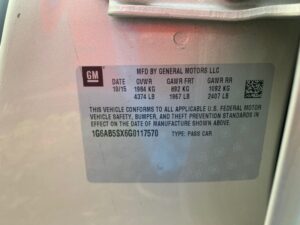 GM
MFD BY GENERAL MOTORS LLC
DATE GVWR GAWR FRT GAWR RR
10/15 1984 KG 892 KG 1092 KG
4374 LB 1967 LB 2407 LB
THIS VEHICLE CONFORMS TO ALL APPLICABLE U.S. FEDERAL MOTOR
VEHICLE SAFETY, BUMPER, AND THEFT PREVENTION STANDARDS IN
EFFECT ON THE DATE OF MANUFACTURE SHOWN ABOVE.
1G6AB5SX6G0117570 TYPE: PASS CAR